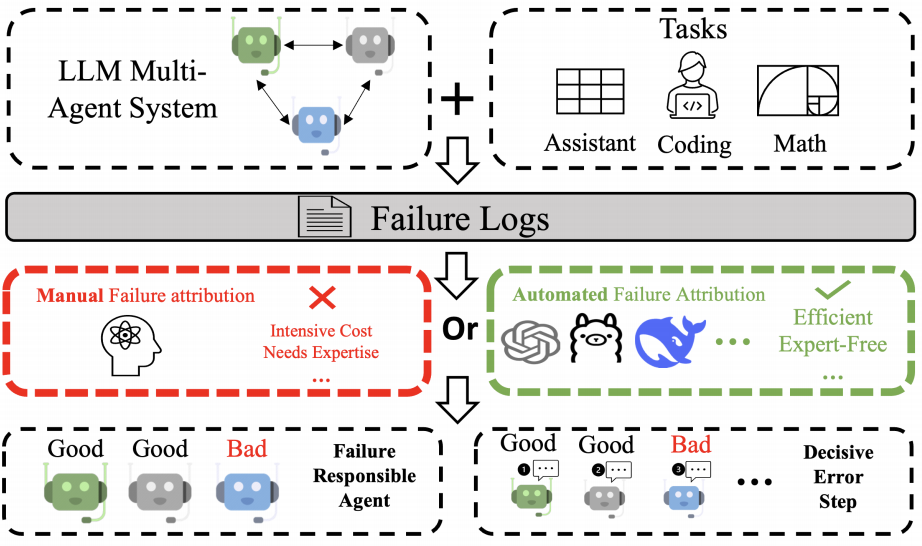 LLM Multi-
Agent System
+
Tasks
</>
Assistant
Coding
Math
Failure Logs
Manual Failure attribution
Intensive Cost
Needs Expertise
...
Or
Automated Failure Attribution
Efficient
Expert-Free
...
...
Good Good Bad
Failure
Responsible
Agent
Good Good Bad
1 ... 2 ... 3 ...
...
Decisive
Error
Step